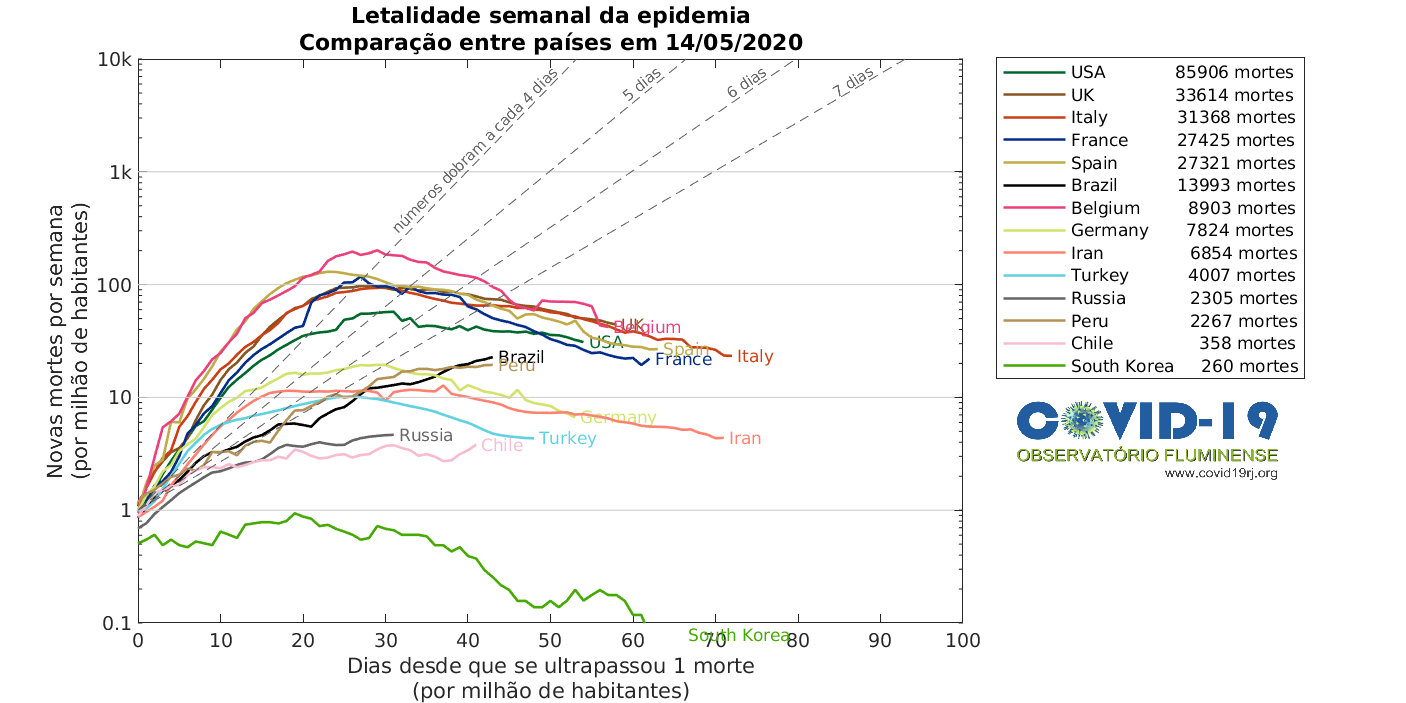 Letalidade semanal da epidemia
Comparação entre países em 14/05/2020
Novas mortes por semana
(por milhão de habitantes)
10k
1k
100
10
1
0.1
números dobram a cada 4 dias
5 dias
6 dias
7 dias
Belgium
UK
USA
Spain
Italy
France
Brazil
Peru
Germany
Iran
Turkey
Russia
Chile
South Korea
0 10 20 30 40 50 60 70 80 90 100
Dias desde que se ultrapassou 1 morte
(por milhão de habitantes)
USA 85906 mortes
UK 33614 mortes
Italy 31368 mortes
France 27425 mortes
Spain 27321 mortes
Brazil 13993 mortes
Belgium 8903 mortes
Germany 7824 mortes
Iran 6854 mortes
Turkey 4007 mortes
Russia 2305 mortes
Peru 2267 mortes
Chile 358 mortes
South Korea 260 mortes
COVID-19
OBSERVATÓRIO FLUMINENSE
www.covid19rj.org